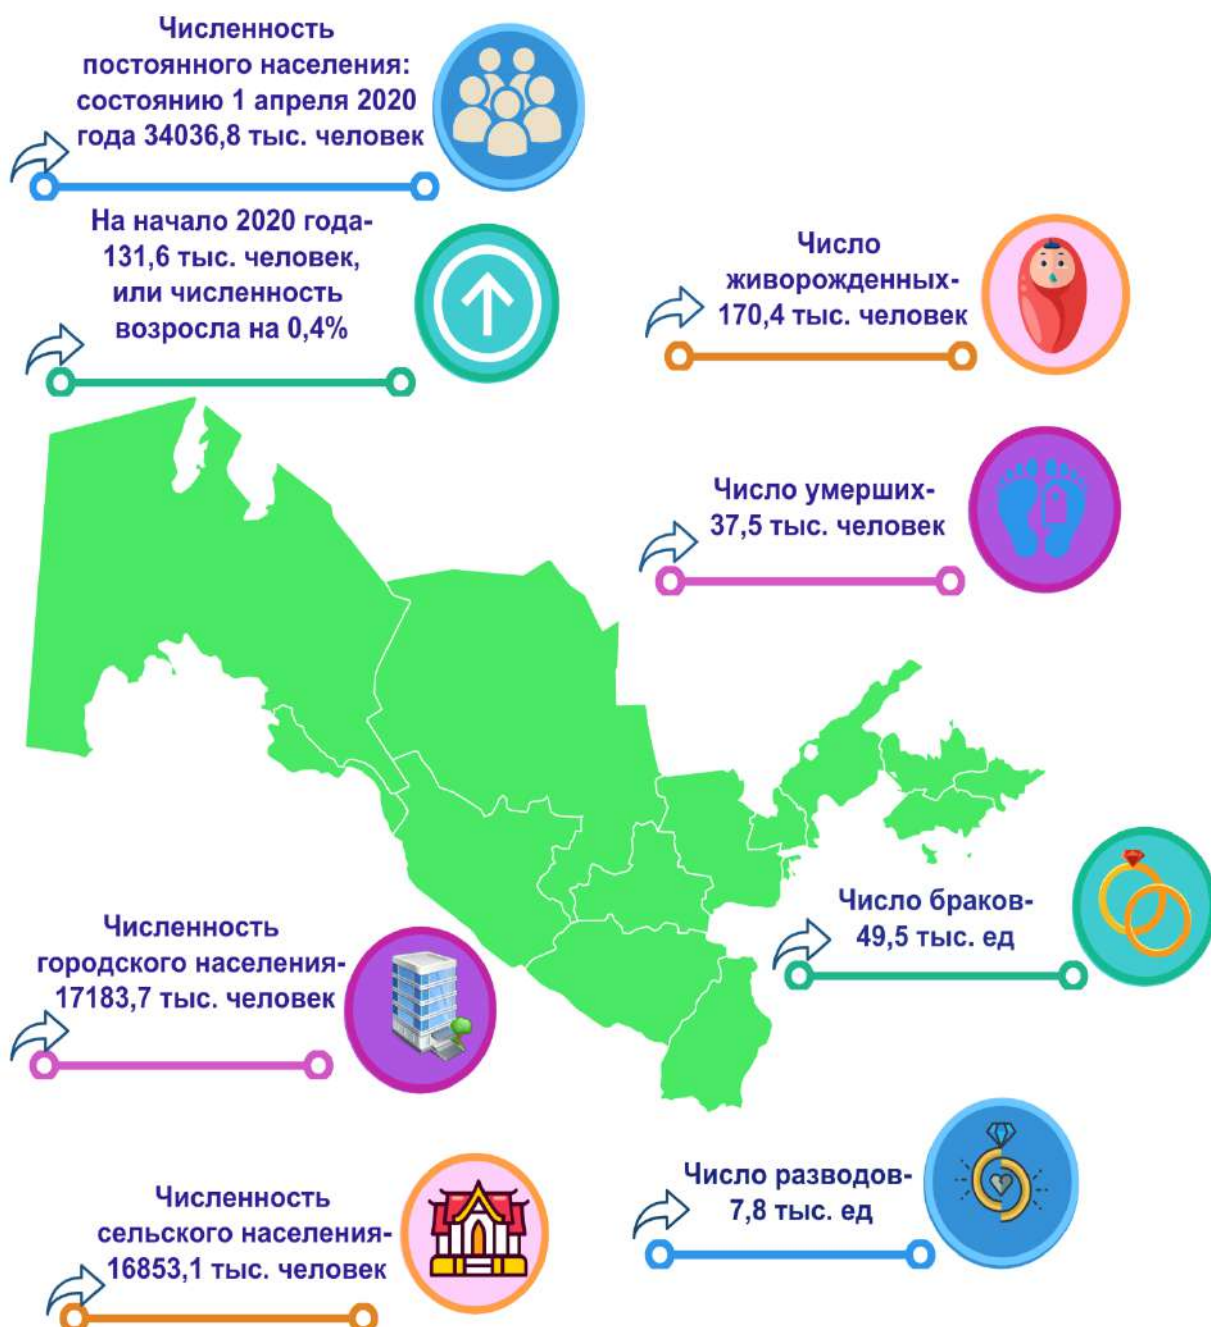 Численность
постоянного населения:
состоянию 1 апреля 2020
года 34036,8 тыс. человек
На начало 2020 года-
131,6 тыс. человек,
или численность
возросла на 0,4%
Число
живорожденных-
170,4 тыс. человек
Число умерших-
37,5 тыс. человек
Число браков-
49,5 тыс. ед
Численность
городского населения-
17183,7 тыс. человек
Число разводов-
7,8 тыс. ед
Численность
сельского населения-
16853,1 тыс. человек